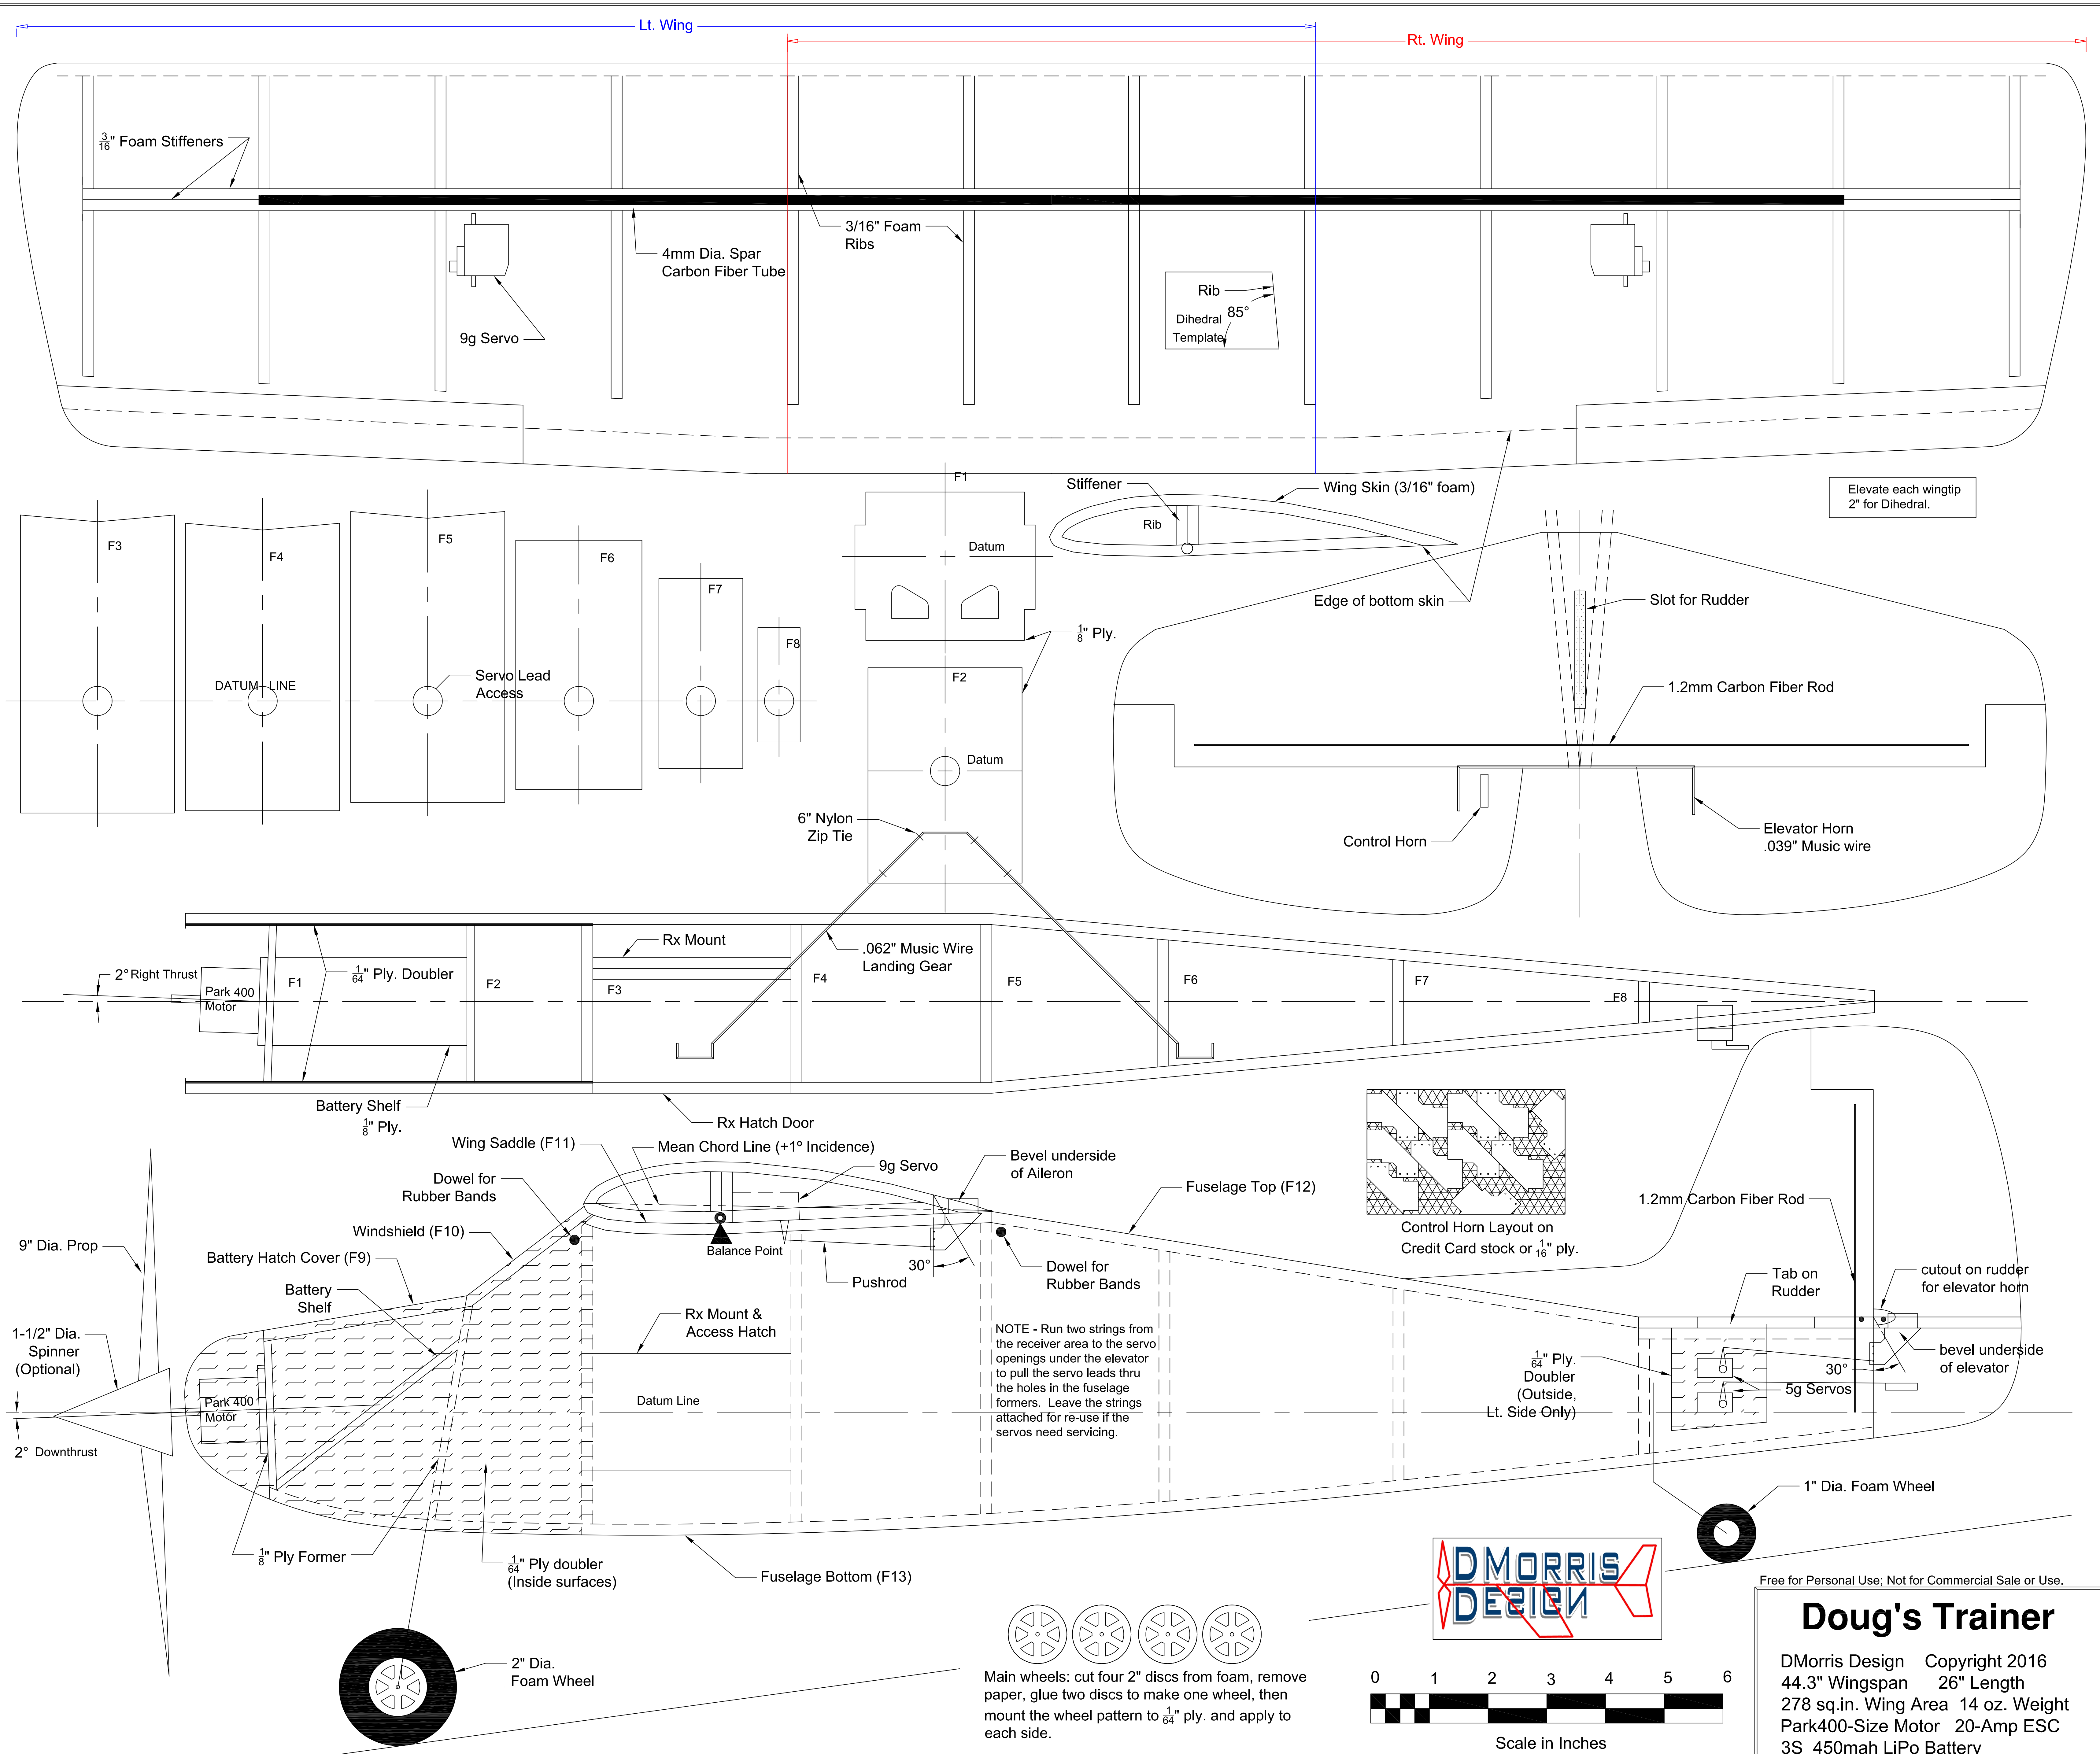 Lt. Wing
Rt. Wing
3/16" Foam Stiffeners
3/16" Foam
Ribs
4mm Dia. Spar
Carbon Fiber Tube
9g Servo
Rib
85°
Dihedral
Template
F1
Stiffener
Wing Skin (3/16" foam)
Rib
Elevate each wingtip
2" for Dihedral.
F3
F4
F5
F6
F7
F8
Datum
Edge of bottom skin
Slot for Rudder
1/8" Ply.
F2
Servo Lead
Access
DATUM LINE
1.2mm Carbon Fiber Rod
Datum
6" Nylon
Zip Tie
Control Horn
Elevator Horn
.039" Music wire
Rx Mount
.062" Music Wire
Landing Gear
2° Right Thrust
1/64" Ply. Doubler
Park 400
Motor
F1
F2
F3
F4
F5
F6
F7
F8
Battery Shelf
1/8" Ply.
Rx Hatch Door
Wing Saddle (F11)
Mean Chord Line (+1º Incidence)
9g Servo
Bevel underside
of Aileron
Dowel for
Rubber Bands
Fuselage Top (F12)
1.2mm Carbon Fiber Rod
Control Horn Layout on
Credit Card stock or 1/16" ply.
Windshield (F10)
9" Dia. Prop
Battery Hatch Cover (F9)
Balance Point
30°
Pushrod
Dowel for
Rubber Bands
Tab on
Rudder
cutout on rudder
for elevator horn
Battery
Shelf
Rx Mount &
Access Hatch
1-1/2" Dia.
Spinner
(Optional)
NOTE - Run two strings from
the receiver area to the servo
openings under the elevator
to pull the servo leads thru
the holes in the fuselage
formers. Leave the strings
attached for re-use if the
servos need servicing.
1/64" Ply.
Doubler
(Outside,
Lt. Side Only)
bevel underside
of elevator
30°
5g Servos
Park 400
Motor
Datum Line
2° Downthrust
1" Dia. Foam Wheel
1/8" Ply Former
1/64" Ply doubler
(Inside surfaces)
Fuselage Bottom (F13)
DMORRIS
DESIGN
Free for Personal Use; Not for Commercial Sale or Use.
2" Dia.
Foam Wheel
Main wheels: cut four 2" discs from foam, remove
paper, glue two discs to make one wheel, then
mount the wheel pattern to 1/64" ply. and apply to
each side.
0 1 2 3 4 5 6
Scale in Inches
Doug's Trainer
DMorris Design Copyright 2016
44.3" Wingspan 26" Length
278 sq.in. Wing Area 14 oz. Weight
Park400-Size Motor 20-Amp ESC
3S 450mah LiPo Battery